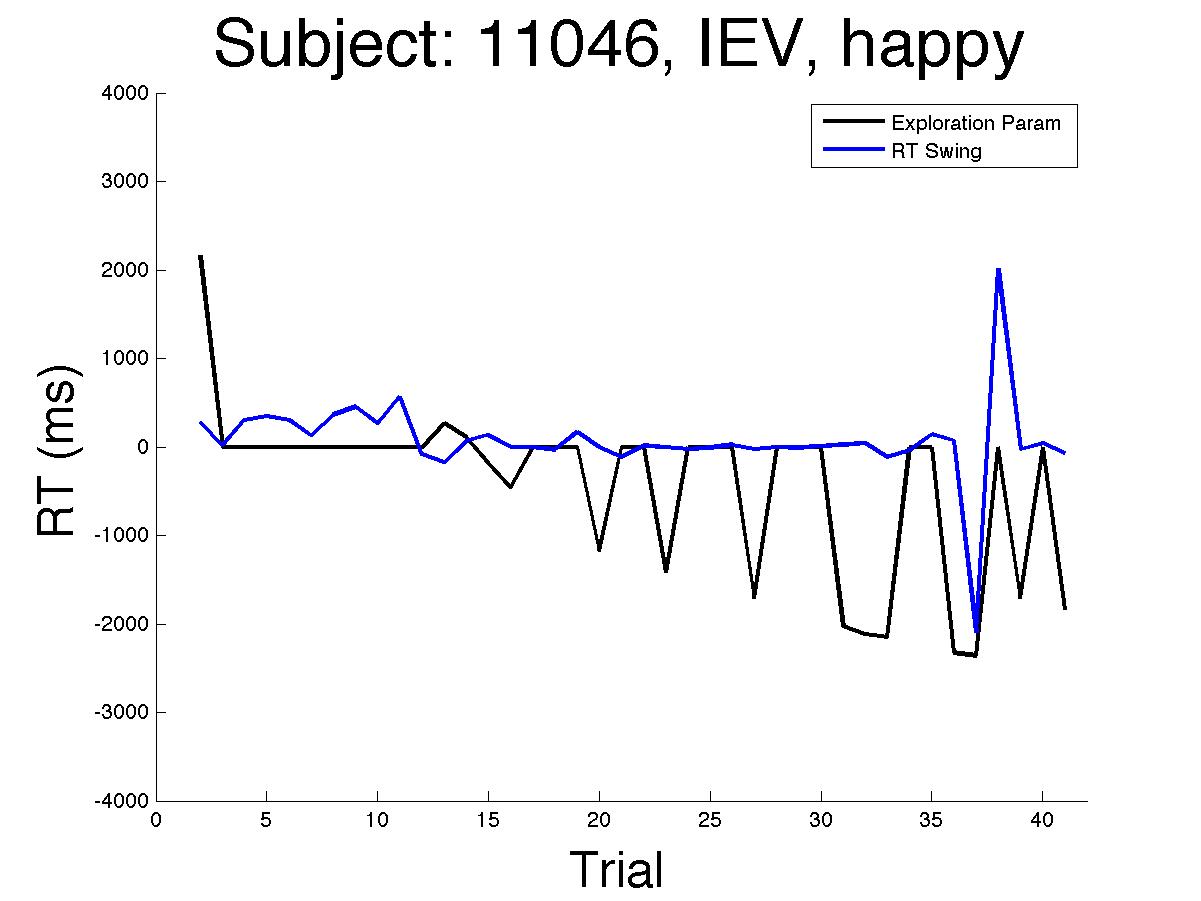 Subject: 11046, IEV, happy
4000
Exploration Param
RT Swing
3000
2000
1000
0
-1000
-2000
-3000
-4000
RT (ms)
0 5 10 15 20 25 30 35 40
Trial